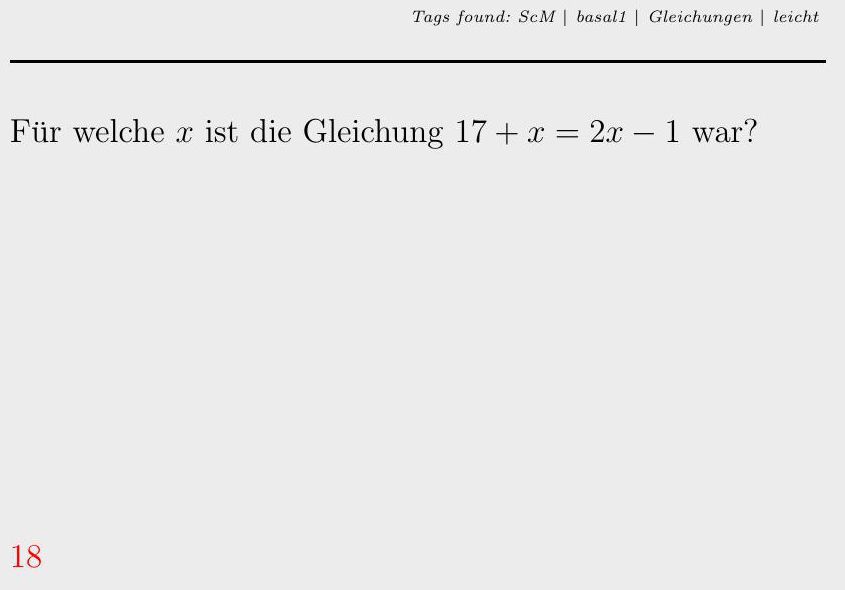 Tags found: ScM | basal1 | Gleichungen | leicht
Für welche x ist die Gleichung 17 + x = 2x − 1 war?
18